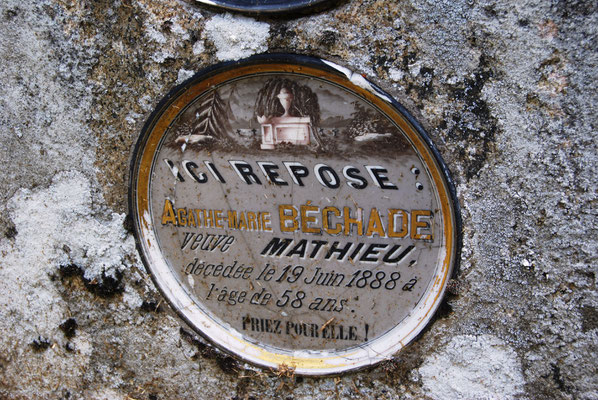 ICI REPOSE :
AGATHE-MARIE BÉCHADE
Veuve MATHIEU,
décédée le 19 Juin 1888 à
l'âge de 58 ans.
PRIEZ POUR ELLE !